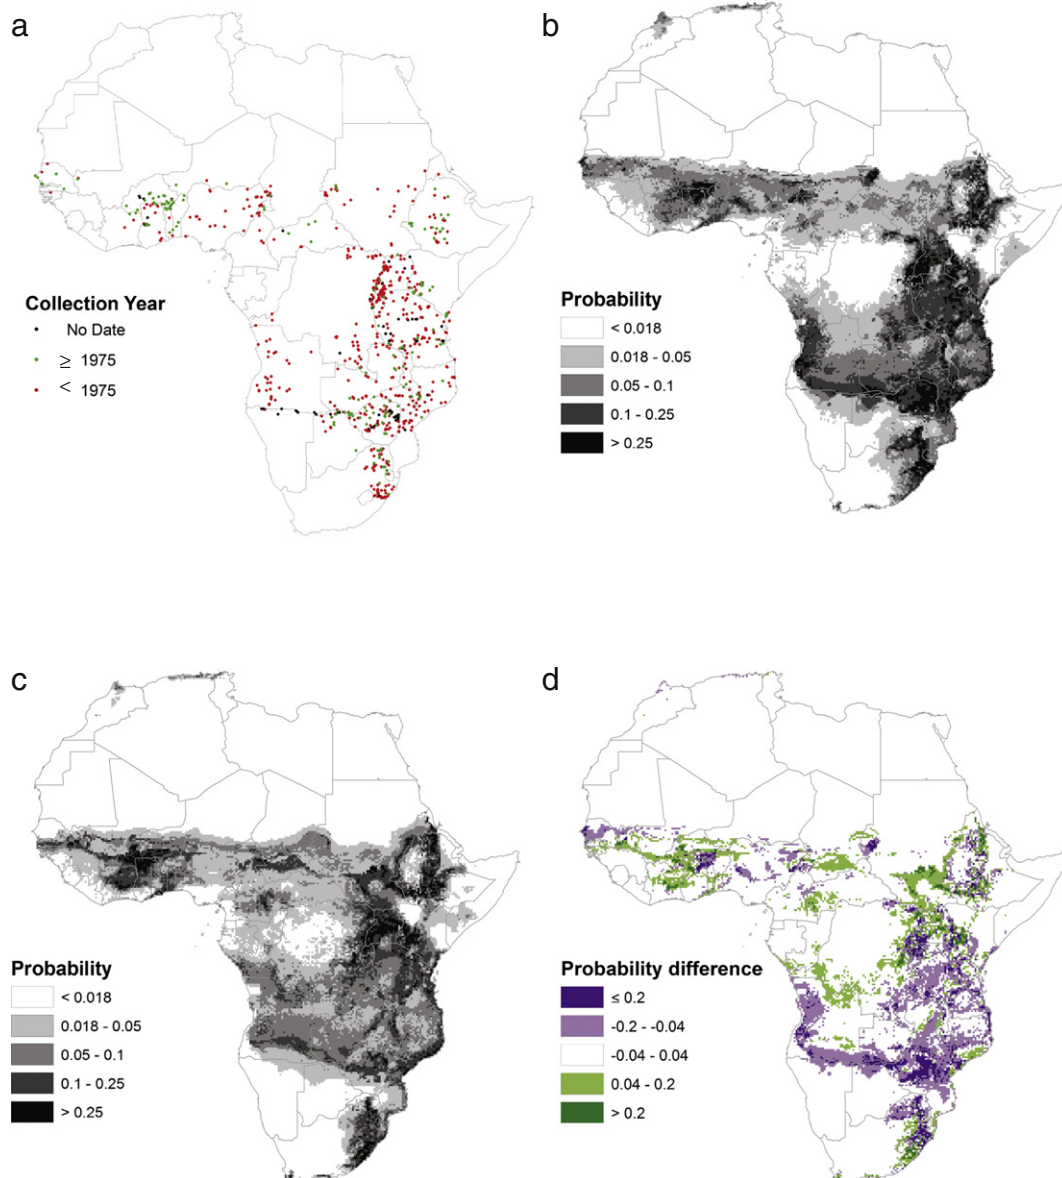 a
Collection Year
No Date
≥ 1975
< 1975
b
Probability
< 0.018
0.018 - 0.05
0.05 - 0.1
0.1 - 0.25
> 0.25
c
Probability
< 0.018
0.018 - 0.05
0.05 - 0.1
0.1 - 0.25
> 0.25
d
Probability difference
≤ 0.2
-0.2 - -0.04
-0.04 - 0.04
0.04 - 0.2
> 0.2